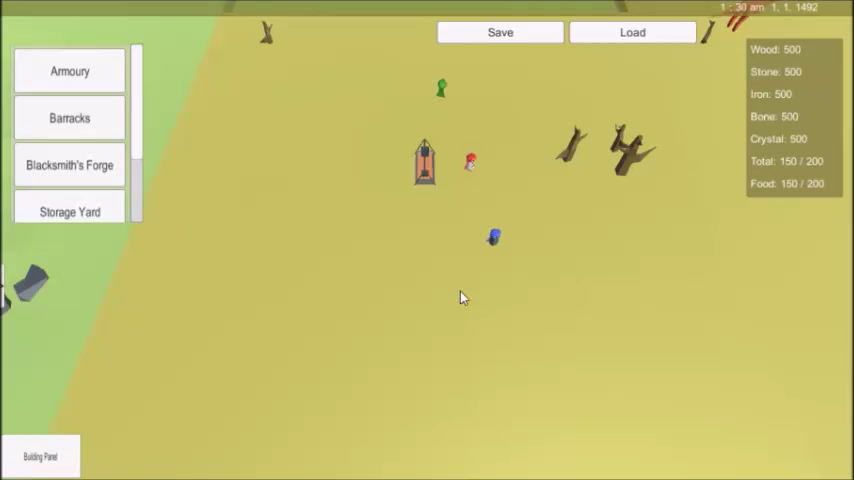 1 : 30 am  1, 1, 1492
Save
Load
Wood: 500
Stone: 500
Iron: 500
Bone: 500
Crystal: 500
Total: 150 / 200
Food: 150 / 200
Armoury
Barracks
Blacksmith's Forge
Storage Yard
Building Panel